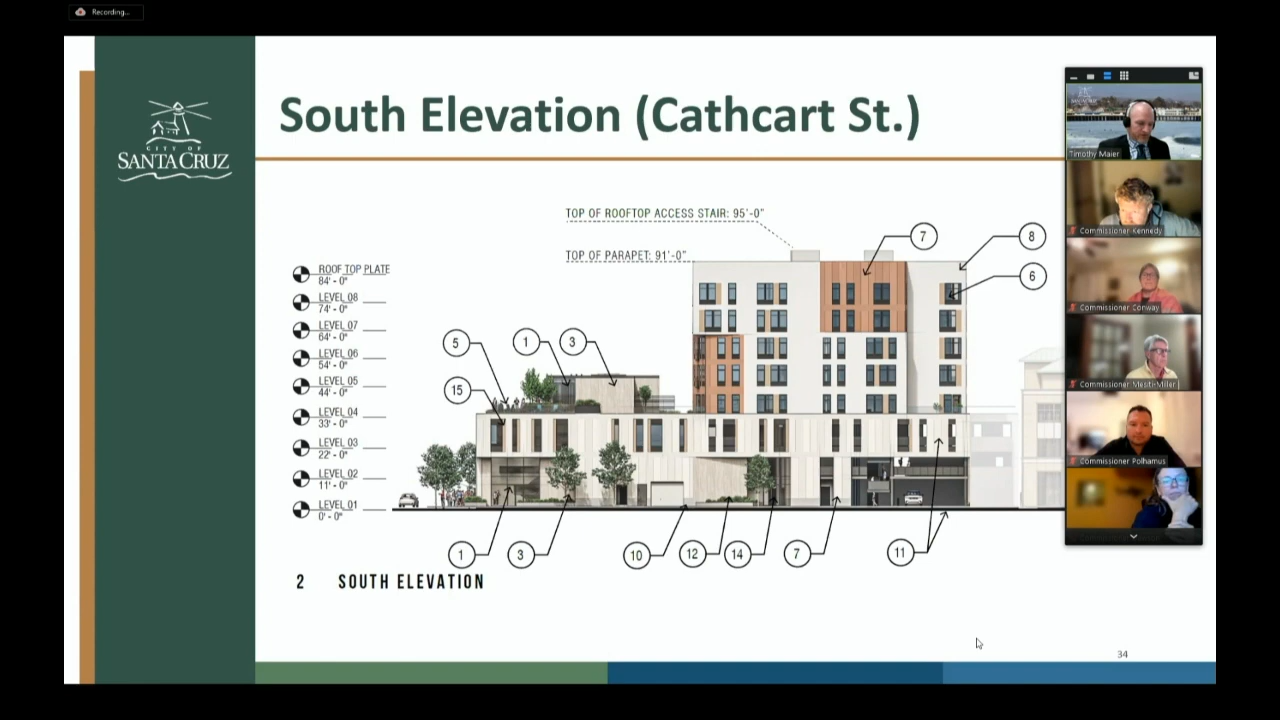 Recording...
CITY OF
SANTA CRUZ
South Elevation (Cathcart St.)
TOP OF ROOFTOP ACCESS STAIR: 95'-0"
TOP OF PARAPET: 91'-0"
7
8
6
ROOF TOP PLATE
84' - 0"
LEVEL 08
74' - 0"
LEVEL 07
64' - 0"
LEVEL 06
54' - 0"
LEVEL 05
44' - 0"
LEVEL 04
33' - 0"
LEVEL 03
22' - 0"
LEVEL 02
11' - 0"
LEVEL 01
0' - 0"
5
1
3
15
1
3
10
12
14
7
11
2 SOUTH ELEVATION
34
Timothy Maier
Commissioner Kennedy
Commissioner Conway
Commissioner Mesiti-Miller
Commissioner Polhamus